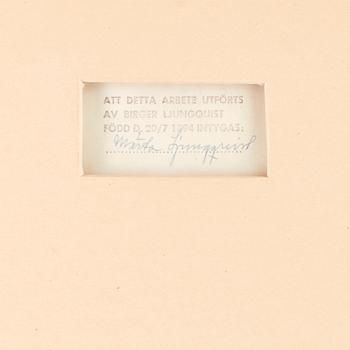 ATT DETTA ARBETE UTFÖRTS
AV BIRGER LJUNGQUIST
FÖDD D. 20/7 1894 INTYGAS:
Märta Ljungquist